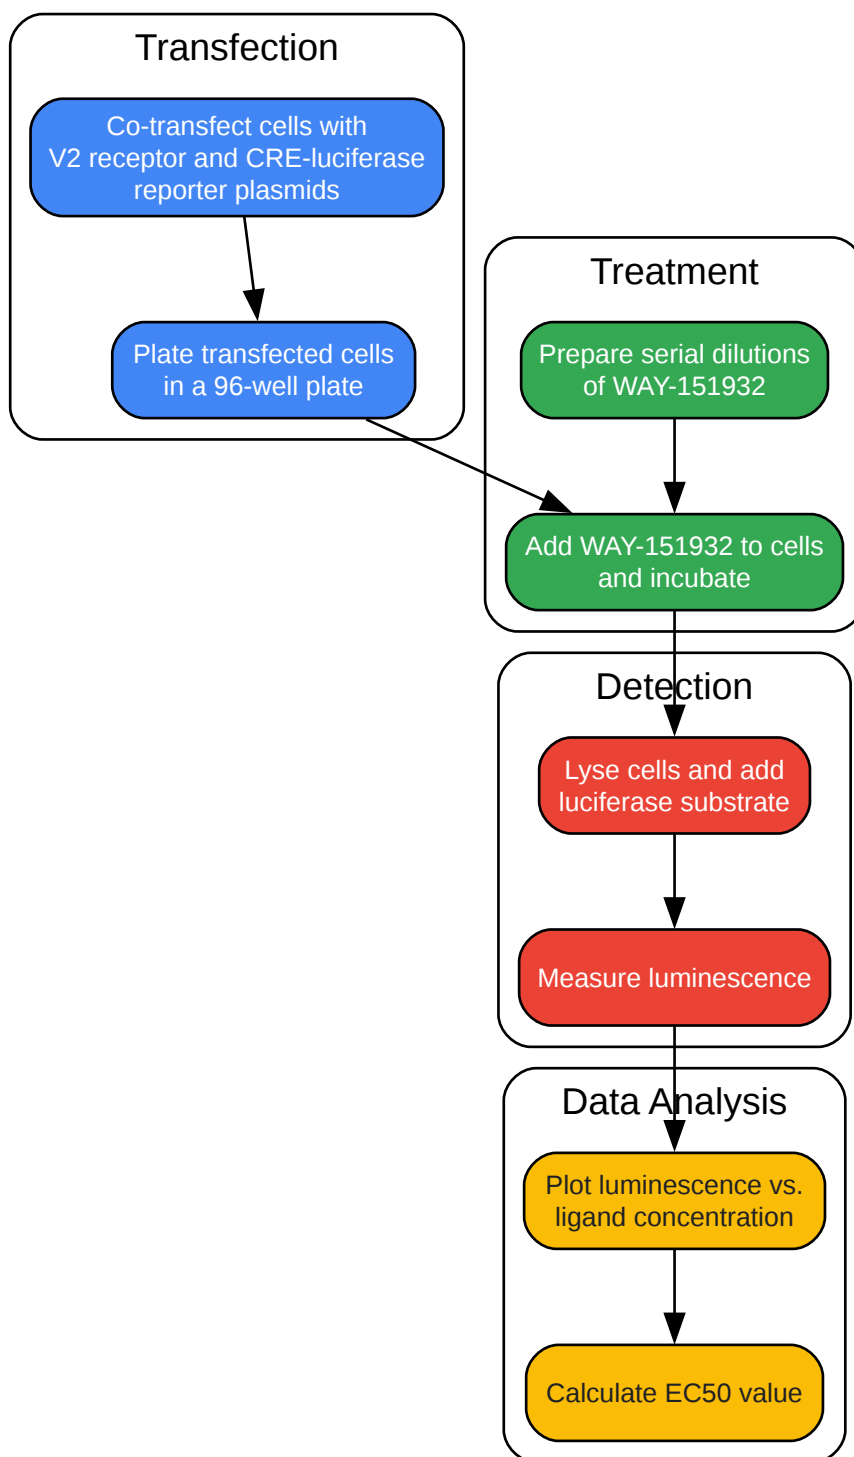 Transfection
Co-transfect cells with
V2 receptor and CRE-luciferase
reporter plasmids
Plate transfected cells
in a 96-well plate
Treatment
Prepare serial dilutions
of WAY-151932
Add WAY-151932 to cells
and incubate
Detection
Lyse cells and add
luciferase substrate
Measure luminescence
Data Analysis
Plot luminescence vs.
ligand concentration
Calculate EC50 value